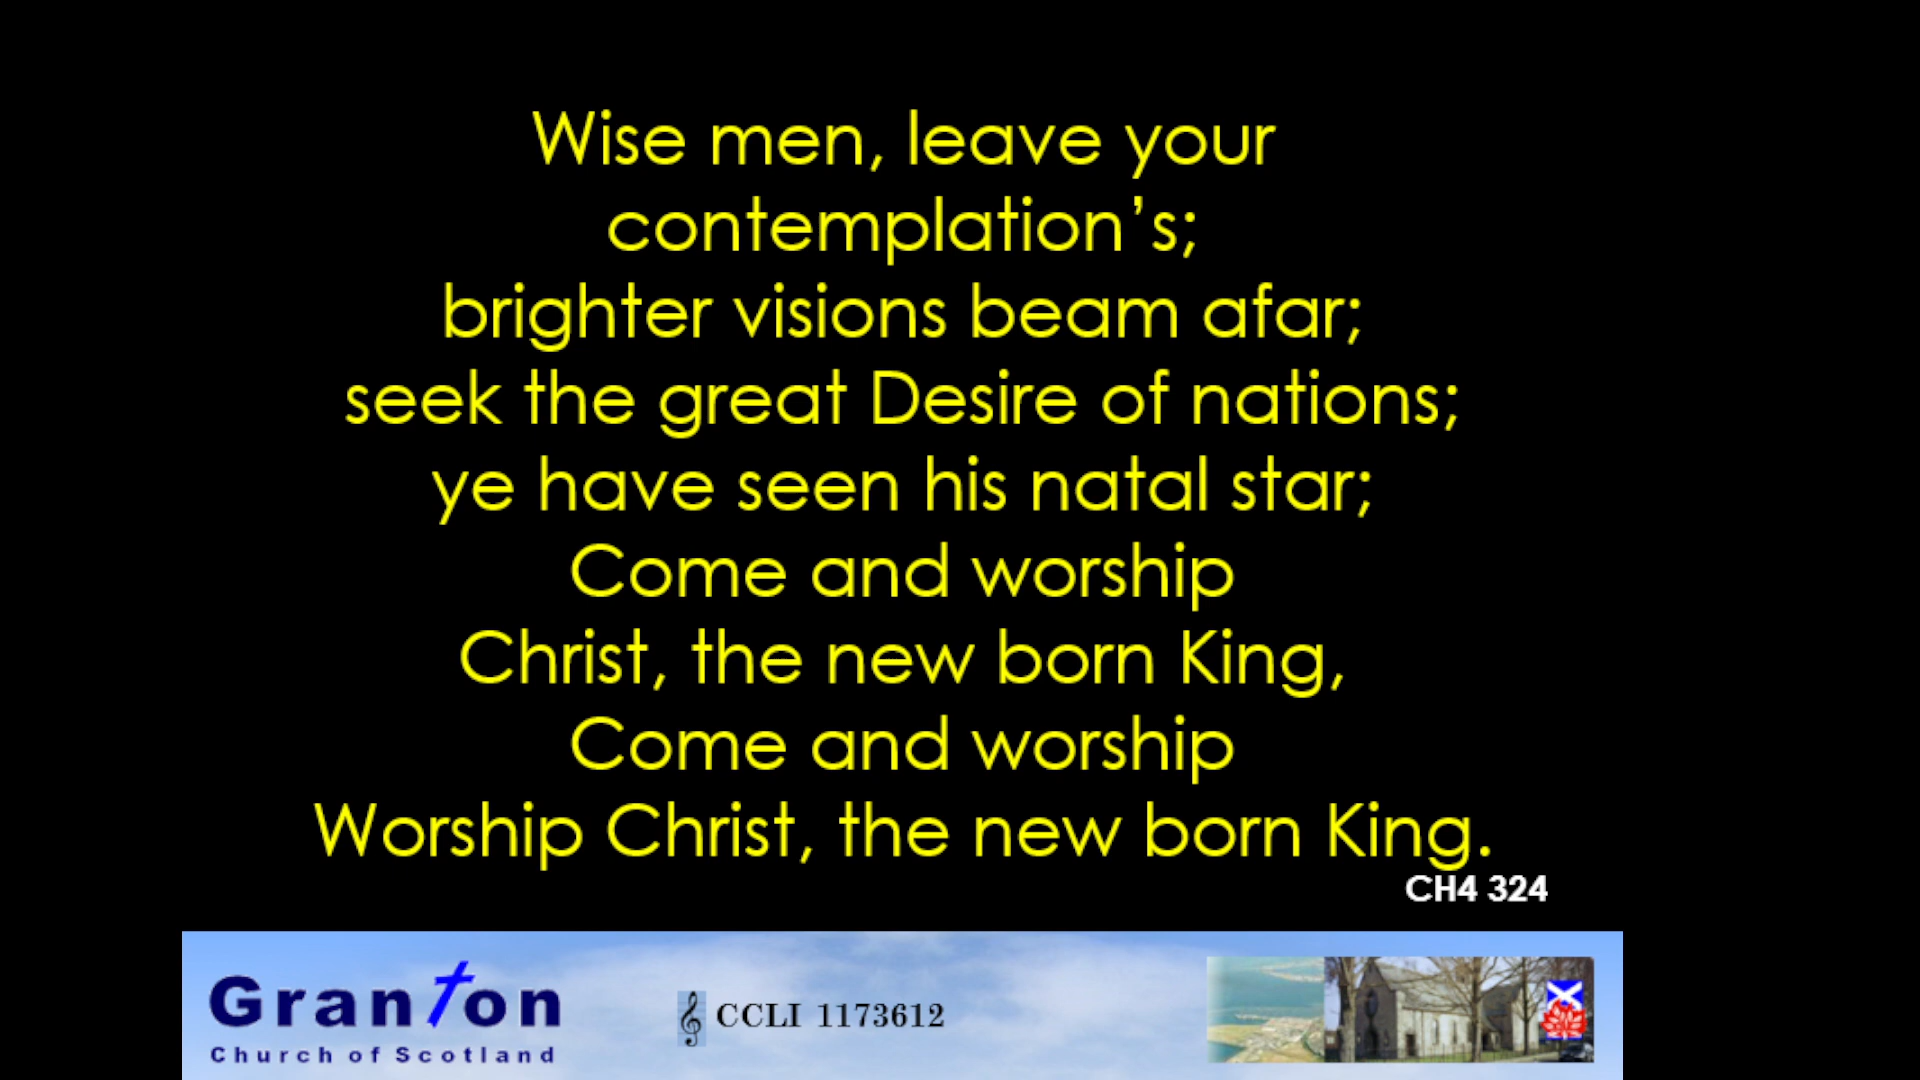 Wise men, leave your
contemplation’s;
brighter visions beam afar;
seek the great Desire of nations;
ye have seen his natal star;
Come and worship
Christ, the new born King,
Come and worship
Worship Christ, the new born King.
CH4 324
Granton
Church of Scotland
CCLI 1173612